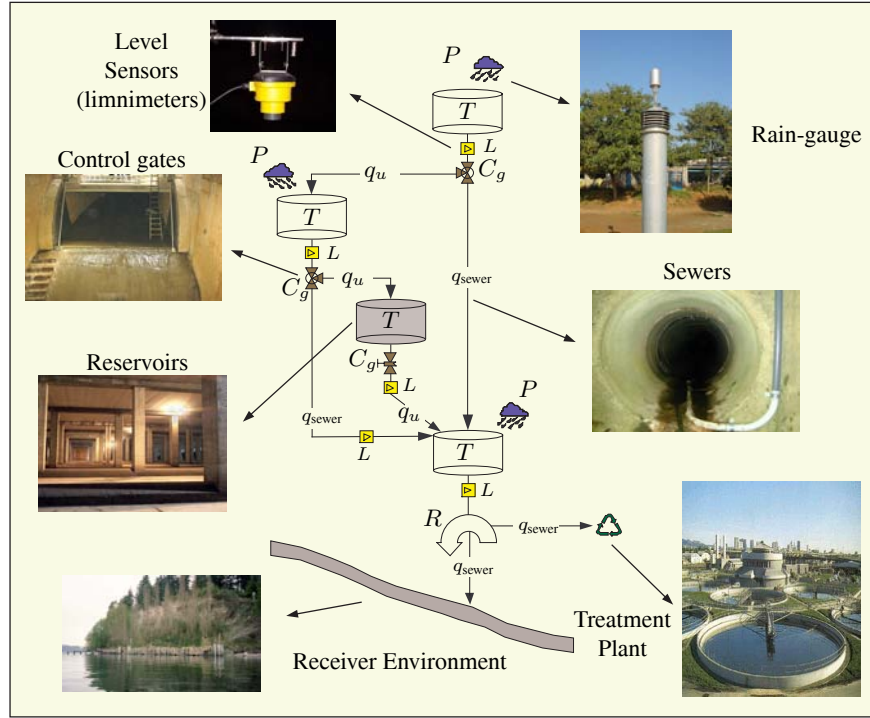 Level
Sensors
(limnimeters)
P
T
L
C_g
Rain-gauge
Control gates
P
q_u
T
L
C_g
q_u
q_sewer
Sewers
T
Reservoirs
C_g
L
q_u
P
q_sewer
L
T
L
R
q_sewer
q_sewer
Treatment
Plant
Receiver Environment